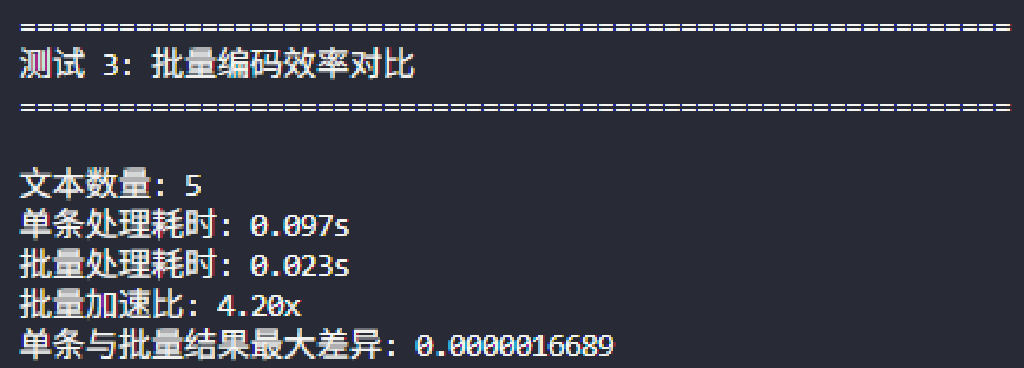 ============================================================
测试 3: 批量编码效率对比
============================================================
文本数量: 5
单条处理耗时: 0.097s
批量处理耗时: 0.023s
批量加速比: 4.20x
单条与批量结果最大差异: 0.0000016689